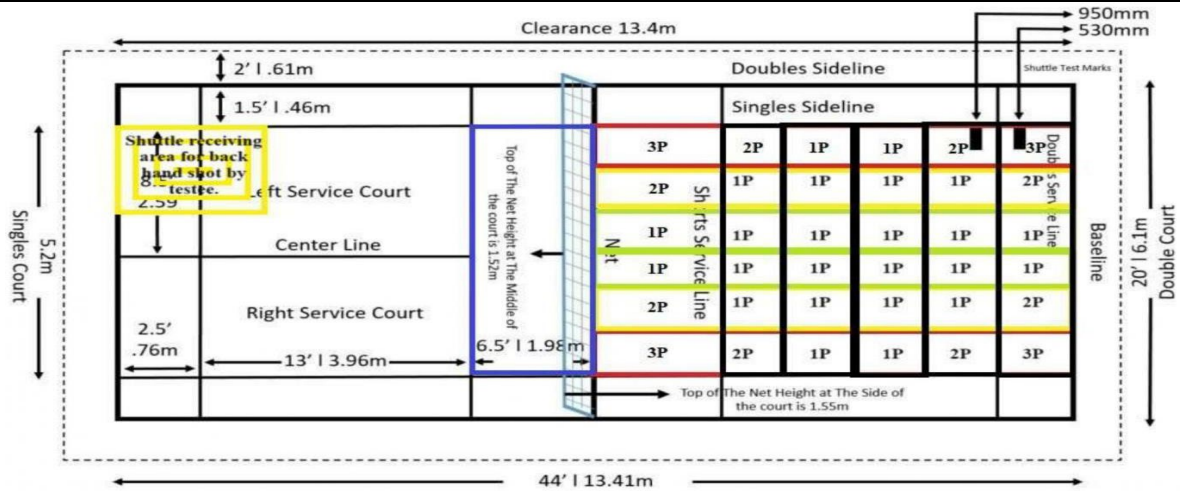 950mm
Clearance 13.4m
530mm
2' I .61m
Doubles Sideline
Shuttle Test Marks
1.5' I .46m
Singles Sideline
Shuttle receiving
area for back
hand shot by
testee.
8.5'
2.59
Left Service Court
Center Line
Right Service Court
2.5'
.76m
13' I 3.96m
6.5' I 1.98m
Singles Court
5.2m
Top of The Net Height at The Middle of
the court is 1.52m
Net
Shorts Service Line
3P 2P 1P 1P 2P 3P
2P 1P 1P 1P 1P 2P
1P 1P 1P 1P 1P 1P
1P 1P 1P 1P 1P 1P
2P 1P 1P 1P 1P 2P
3P 2P 1P 1P 2P 3P
Doubles Service Line
Baseline
20' I 6.1m
Double Court
Top of The Net Height at The Side of
the court is 1.55m
44' I 13.41m